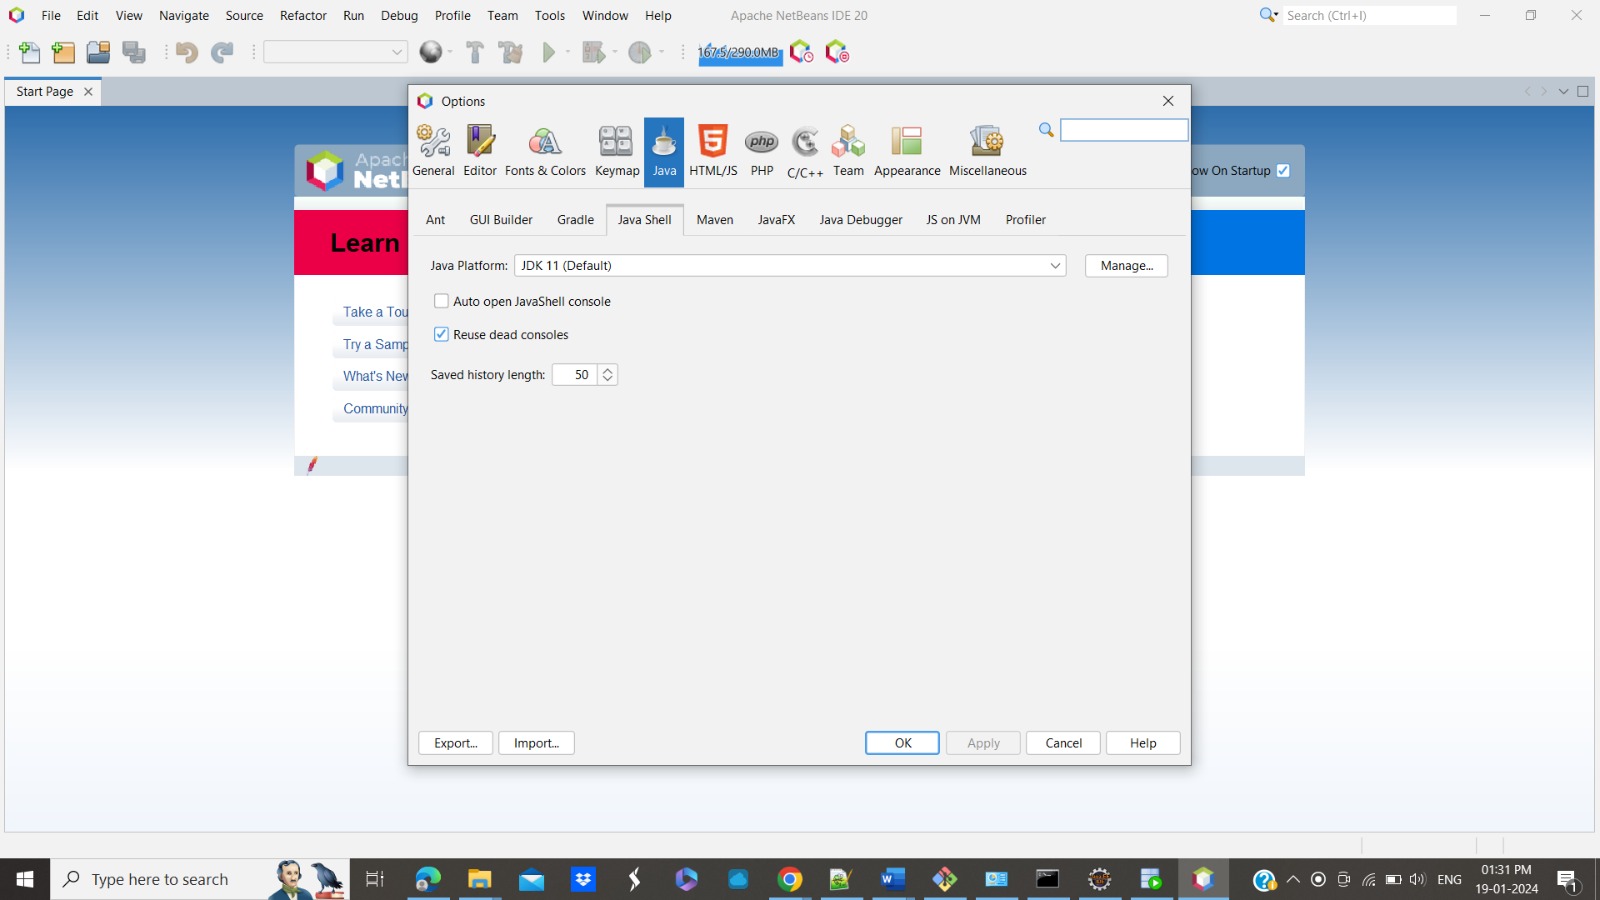 File Edit View Navigate Source Refactor Run Debug Profile Team Tools Window Help Apache NetBeans IDE 20 Search (Ctrl+I)
167.5/290.0MB
Start Page
Options
General Editor Fonts & Colors Keymap Java HTML/JS PHP C/C++ Team Appearance Miscellaneous
ow On Startup
Ant GUI Builder Gradle Java Shell Maven JavaFX Java Debugger JS on JVM Profiler
Learn
Java Platform: JDK 11 (Default) Manage...
Auto open JavaShell console
Take a Tou
Reuse dead consoles
Try a Samp
Saved history length: 50
What's New
Community
Export... Import... OK Apply Cancel Help
Type here to search
ENG
01:31 PM
19-01-2024
1